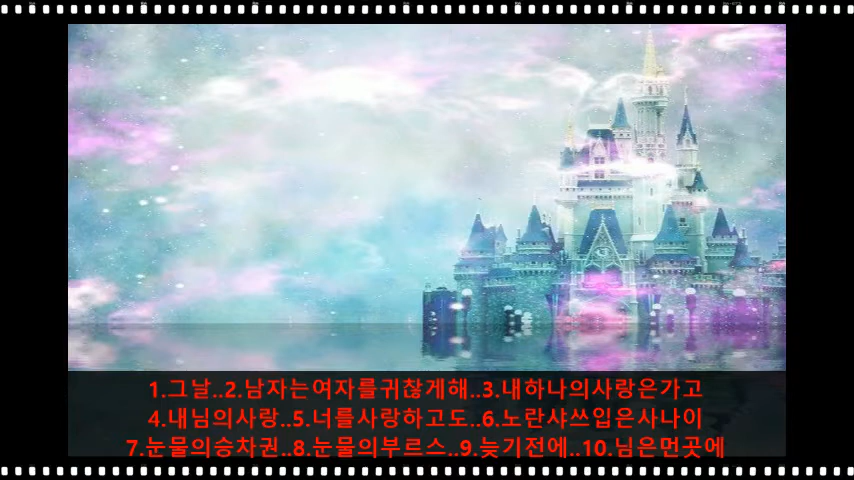 1.그날..2.남자는여자를귀찮게해..3.내하나의사랑은가고
4.내님의사랑..5.너를사랑하고도..6.노란샤쓰입은사나이
7.눈물의승차권..8.눈물의부르스..9.늦기전에..10.님은먼곳에